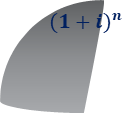 (1 + i)ⁿ